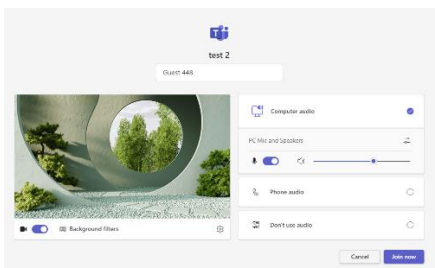 test 2
Guest 448
Computer audio
PC Mic and Speakers
Phone audio
Don't use audio
Background filters
Cancel
Join now